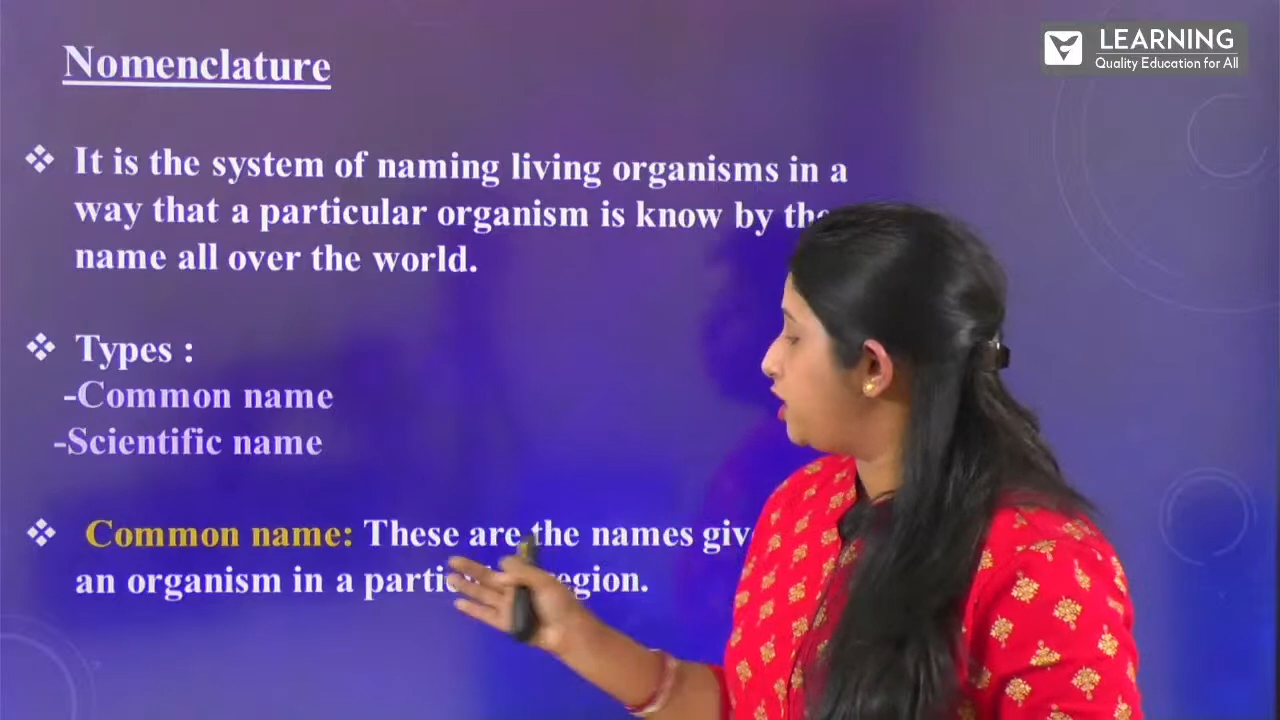 Nomenclature
LEARNING
Quality Education for All
❖ It is the system of naming living organisms in a
way that a particular organism is know by the
name all over the world.
❖ Types :
-Common name
-Scientific name
❖ Common name: These are the names
an organism in a region.